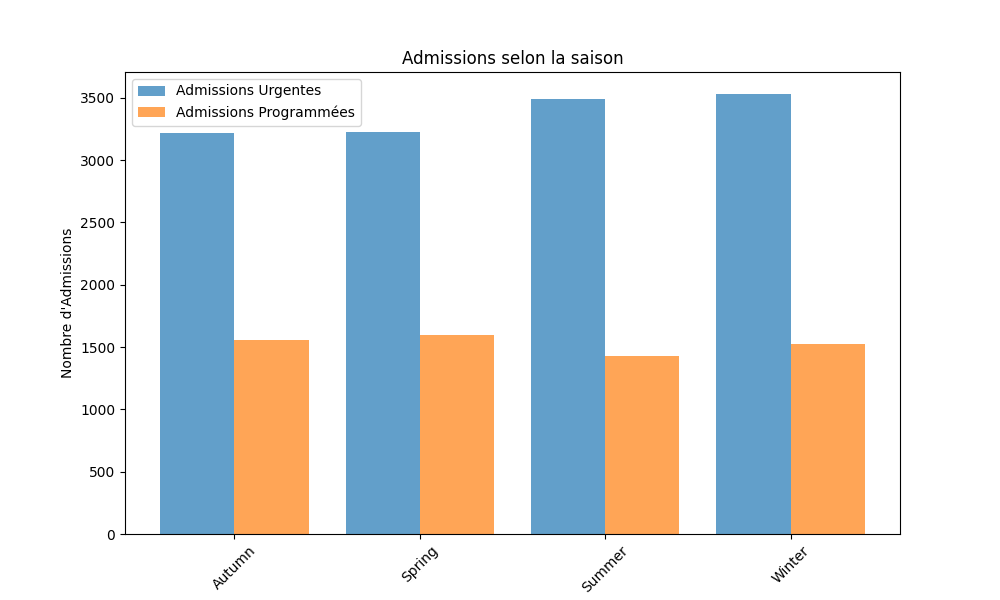 Admissions selon la saison
Admissions Urgentes
Admissions Programmées
Nombre d'Admissions
3500
3000
2500
2000
1500
1000
500
0
Autumn
Spring
Summer
Winter